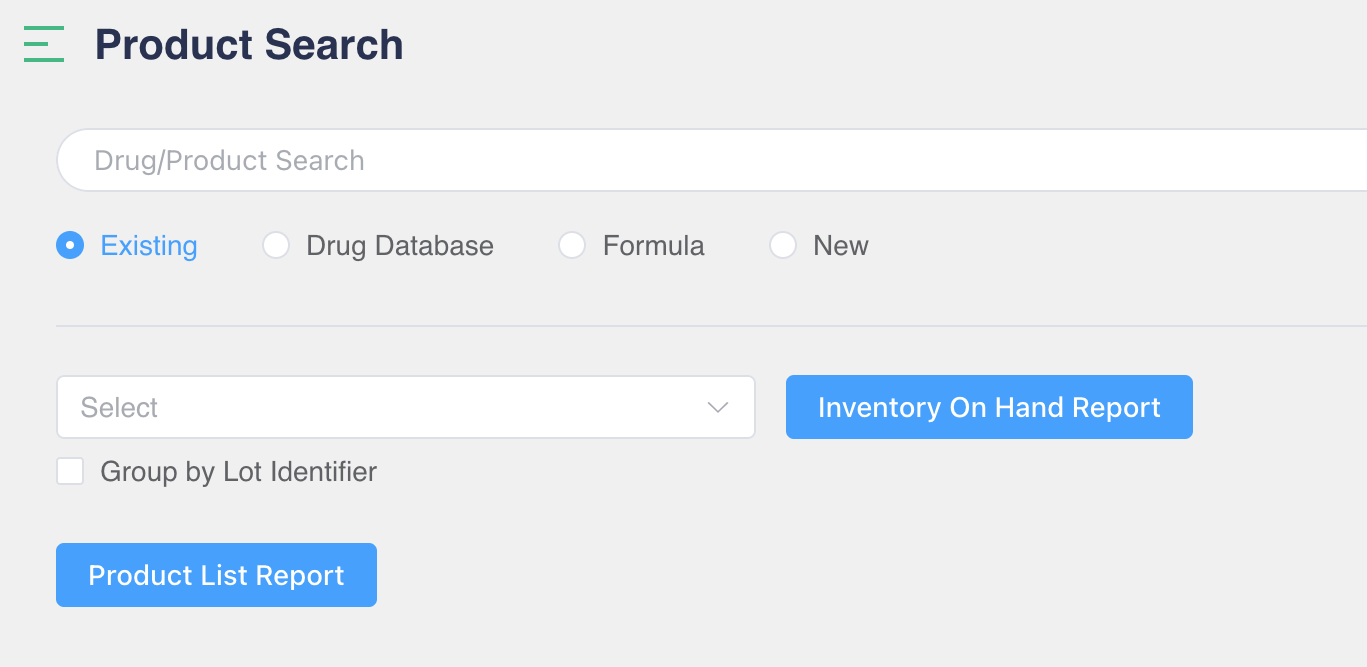 Product Search
Drug/Product Search
Existing Drug Database Formula New
Select Inventory On Hand Report
Group by Lot Identifier
Product List Report